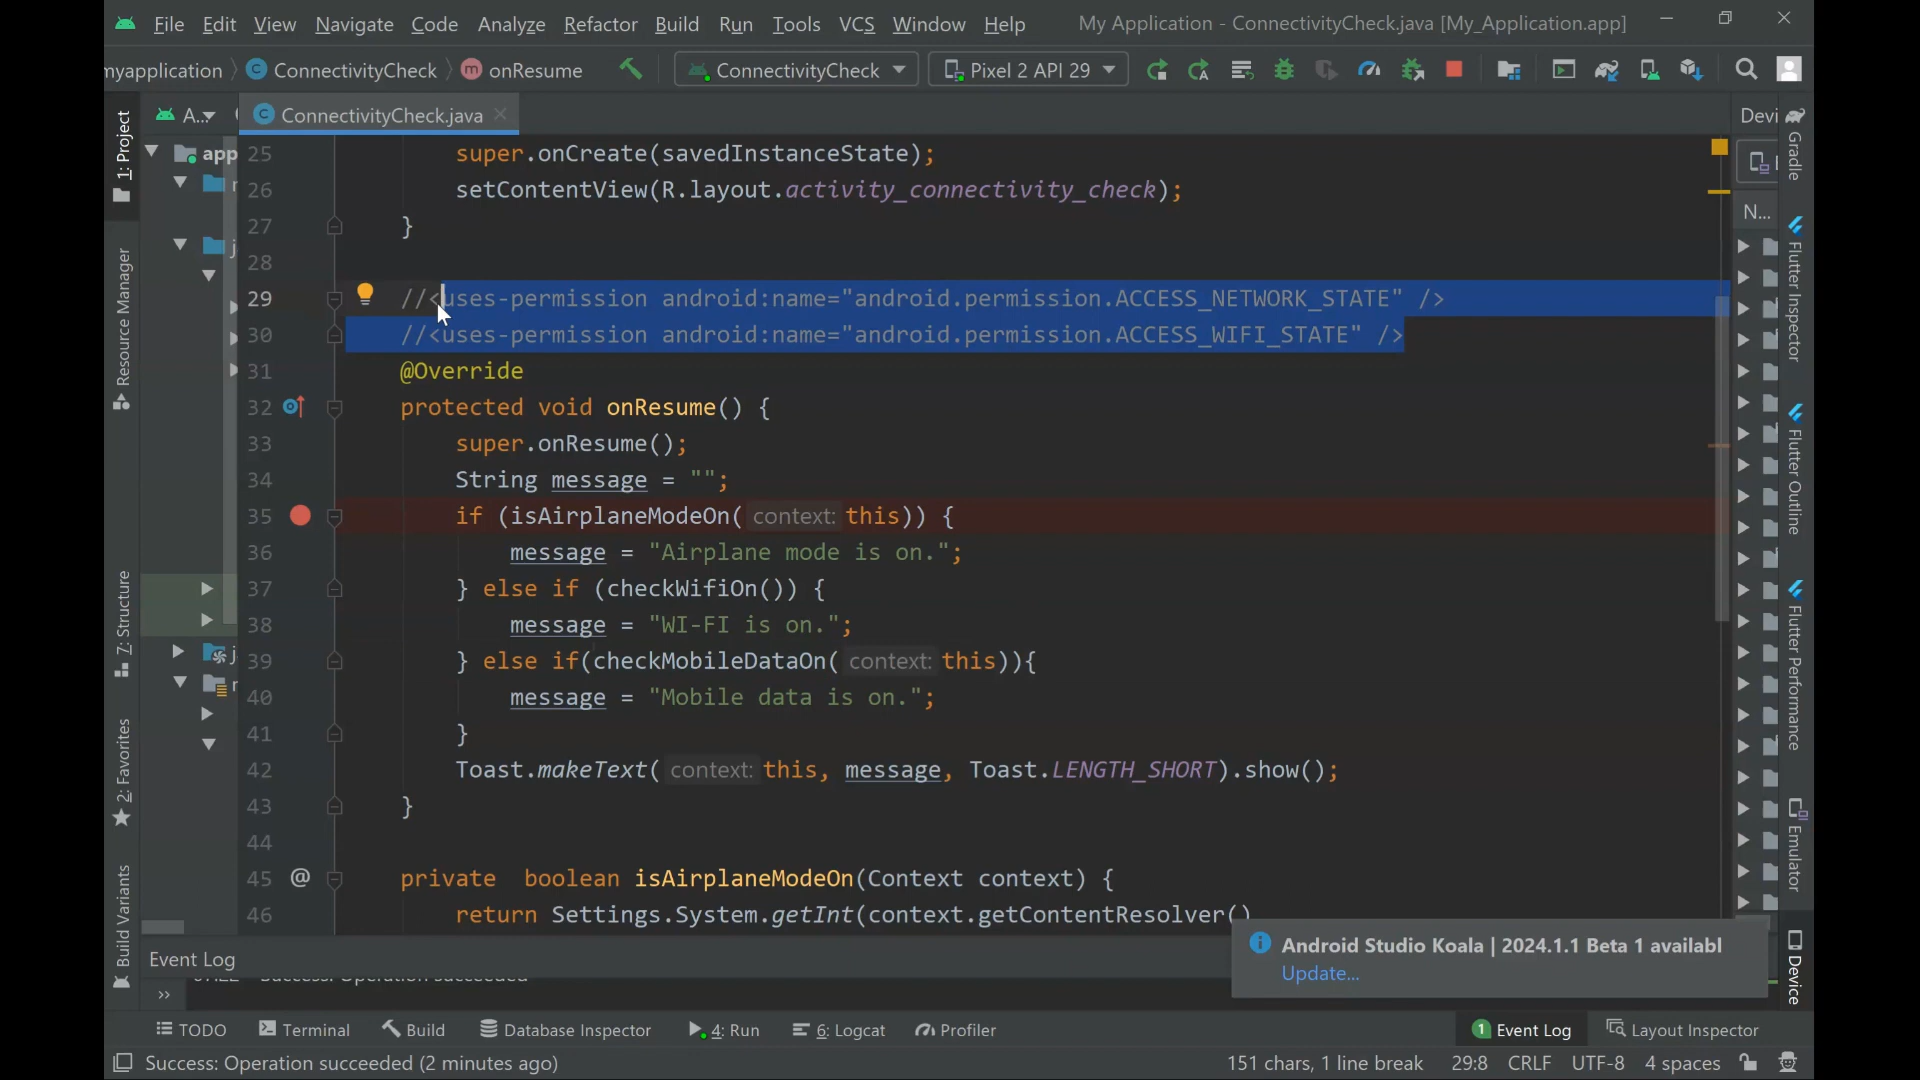 File Edit View Navigate Code Analyze Refactor Build Run Tools VCS Window Help My Application - ConnectivityCheck.java [My_Application.app]
myapplication ConnectivityCheck onResume ConnectivityCheck Pixel 2 API 29
1: Project
Resource Manager
7: Structure
2: Favorites
Build Variants
A...
app
ConnectivityCheck.java
25 super.onCreate(savedInstanceState);
26 setContentView(R.layout.activity_connectivity_check);
27 }
28
29 //<uses-permission android:name="android.permission.ACCESS_NETWORK_STATE" />
30 //<uses-permission android:name="android.permission.ACCESS_WIFI_STATE" />
31 @Override
32 protected void onResume() {
33 super.onResume();
34 String message = "";
35 if (isAirplaneModeOn( context: this)) {
36 message = "Airplane mode is on.";
37 } else if (checkWifiOn()) {
38 message = "WI-FI is on.";
39 } else if(checkMobileDataOn( context: this)){
40 message = "Mobile data is on.";
41 }
42 Toast.makeText( context: this, message, Toast.LENGTH_SHORT).show();
43 }
44
45 @ private boolean isAirplaneModeOn(Context context) {
46 return Settings.System.getInt(context.getContentResolver()
Devi
N...
Gradle
Flutter Inspector
Flutter Outline
Flutter Performance
Emulator
Device
Event Log
Success: Operation succeeded
Android Studio Koala | 2024.1.1 Beta 1 availabl
Update...
TODO Terminal Build Database Inspector 4: Run 6: Logcat Profiler 1 Event Log Layout Inspector
Success: Operation succeeded (2 minutes ago) 151 chars, 1 line break 29:8 CRLF UTF-8 4 spaces